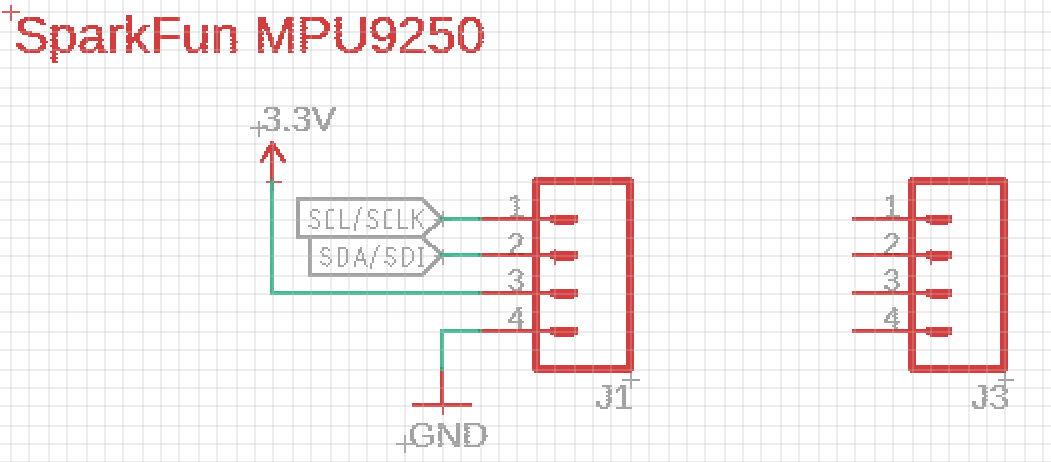 SparkFun MPU9250
3.3V
SCL/SCLK
SDA/SDI
1
2
3
4
J1
GND
1
2
3
4
J3